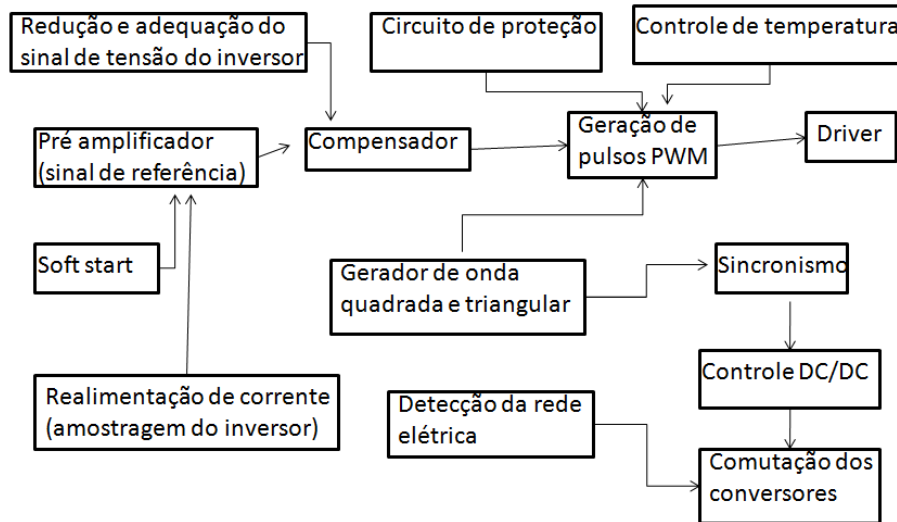 Redução e adequação do
sinal de tensão do inversor
Circuito de proteção
Controle de temperatura
Pré amplificador
(sinal de referência)
Compensador
Geração de
pulsos PWM
Driver
Soft start
Gerador de onda
quadrada e triangular
Sincronismo
Realimentação de corrente
(amostragem do inversor)
Detecção da rede
elétrica
Controle DC/DC
Comutação dos
conversores